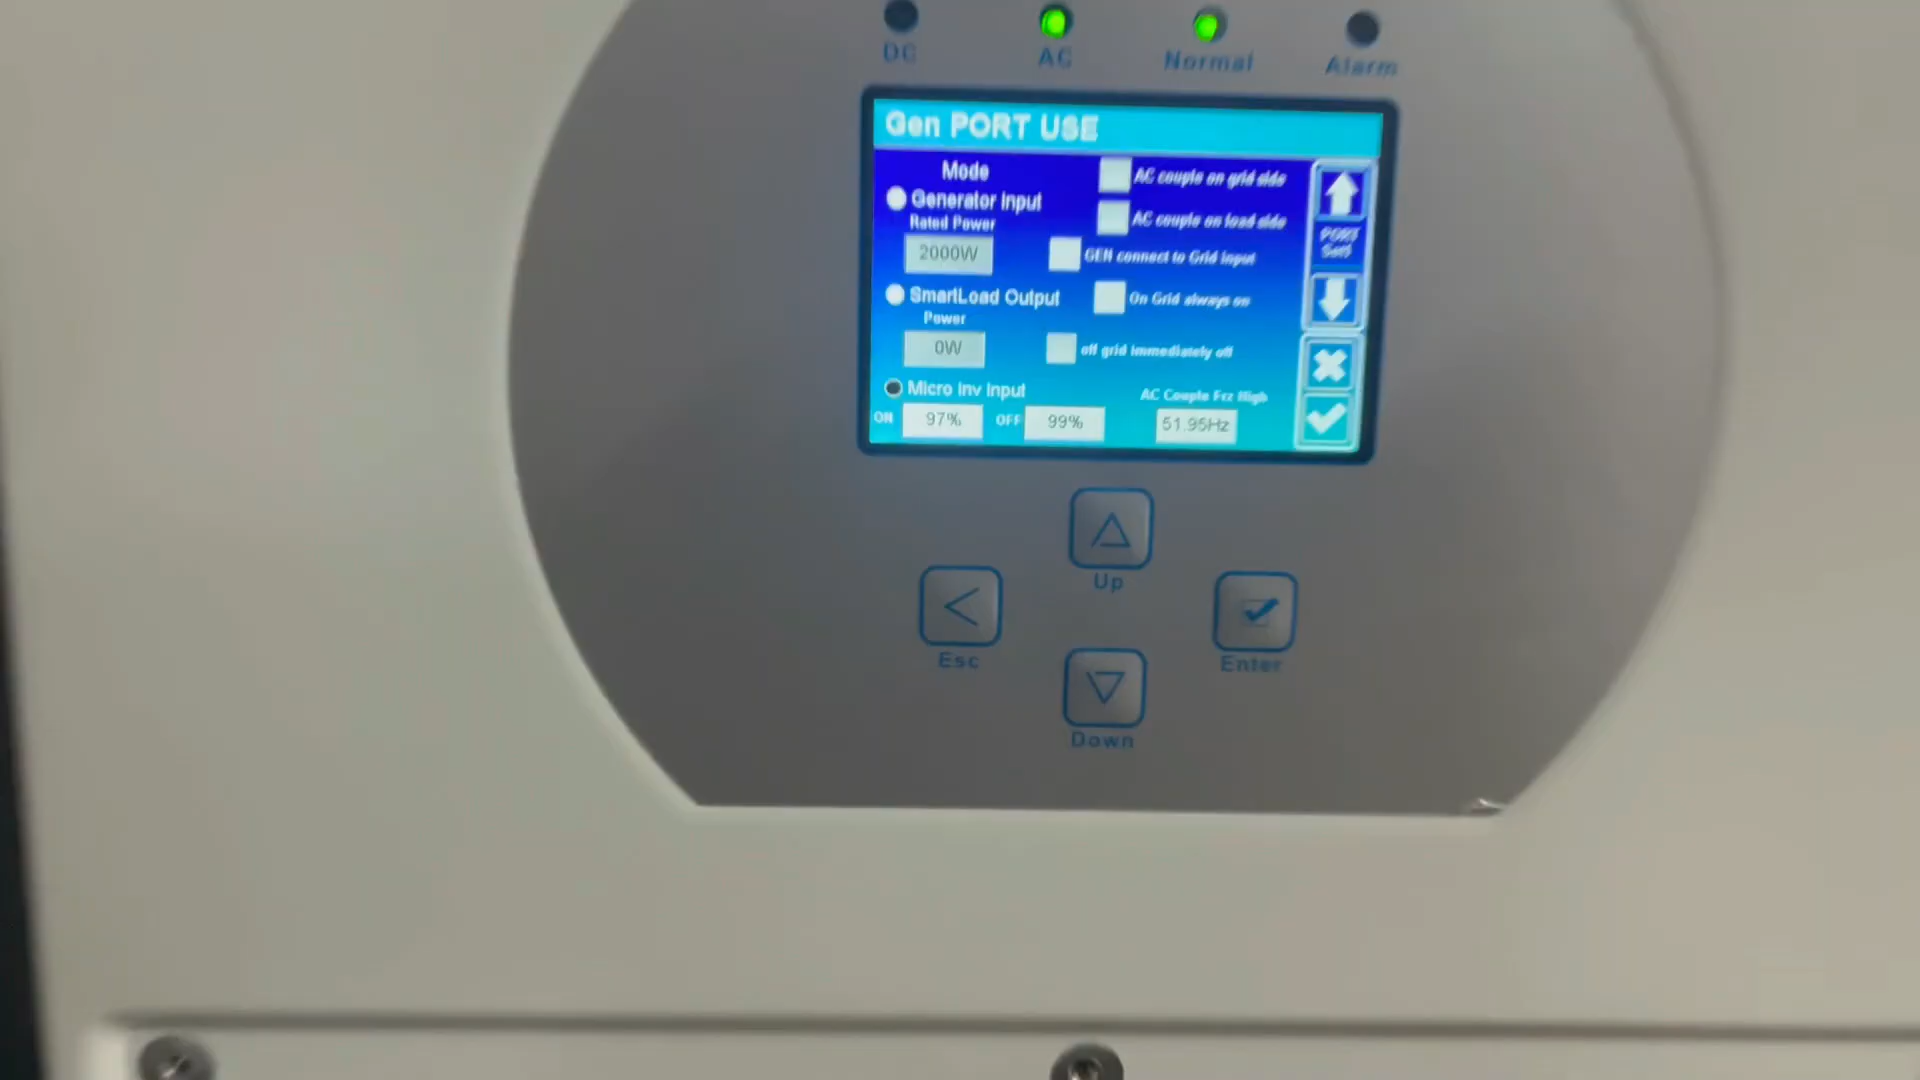 DC AC Normal Alarm
Gen PORT USE
Mode
AC couple on grid side
Generator Input
Rated Power
AC couple on load side
2000W
GEN connect to Grid input
PORT
Set1
SmartLoad Output
On Grid always on
Power
0W
off grid immediately off
Micro Inv Input
AC Couple Frz High
ON 97% OFF 99%
51.95Hz
Up
Esc
Enter
Down